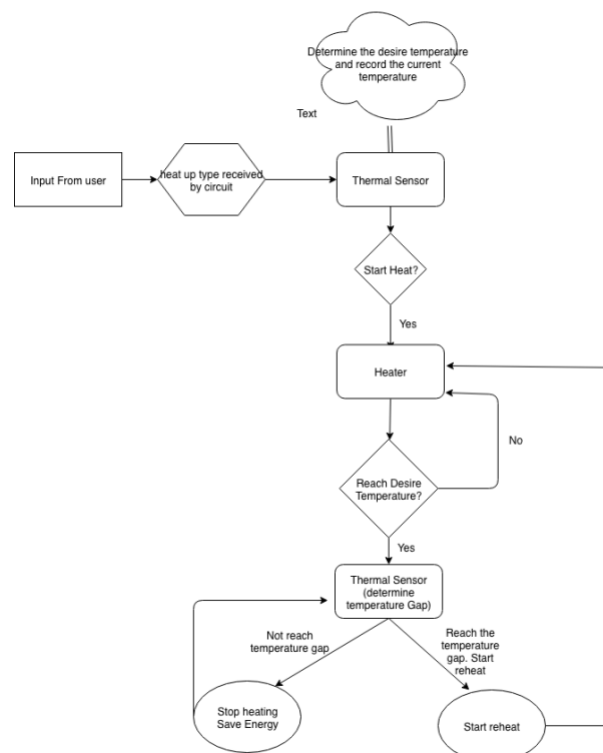 Determine the desire temperature
and record the current
temperature
Text
Input From user
heat up type received
by circuit
Thermal Sensor
Start Heat?
Yes
Heater
No
Reach Desire
Temperature?
Yes
Thermal Sensor
(determine
temperature Gap)
Not reach
temperature gap
Reach the
temperature
gap. Start
reheat
Stop heating
Save Energy
Start reheat